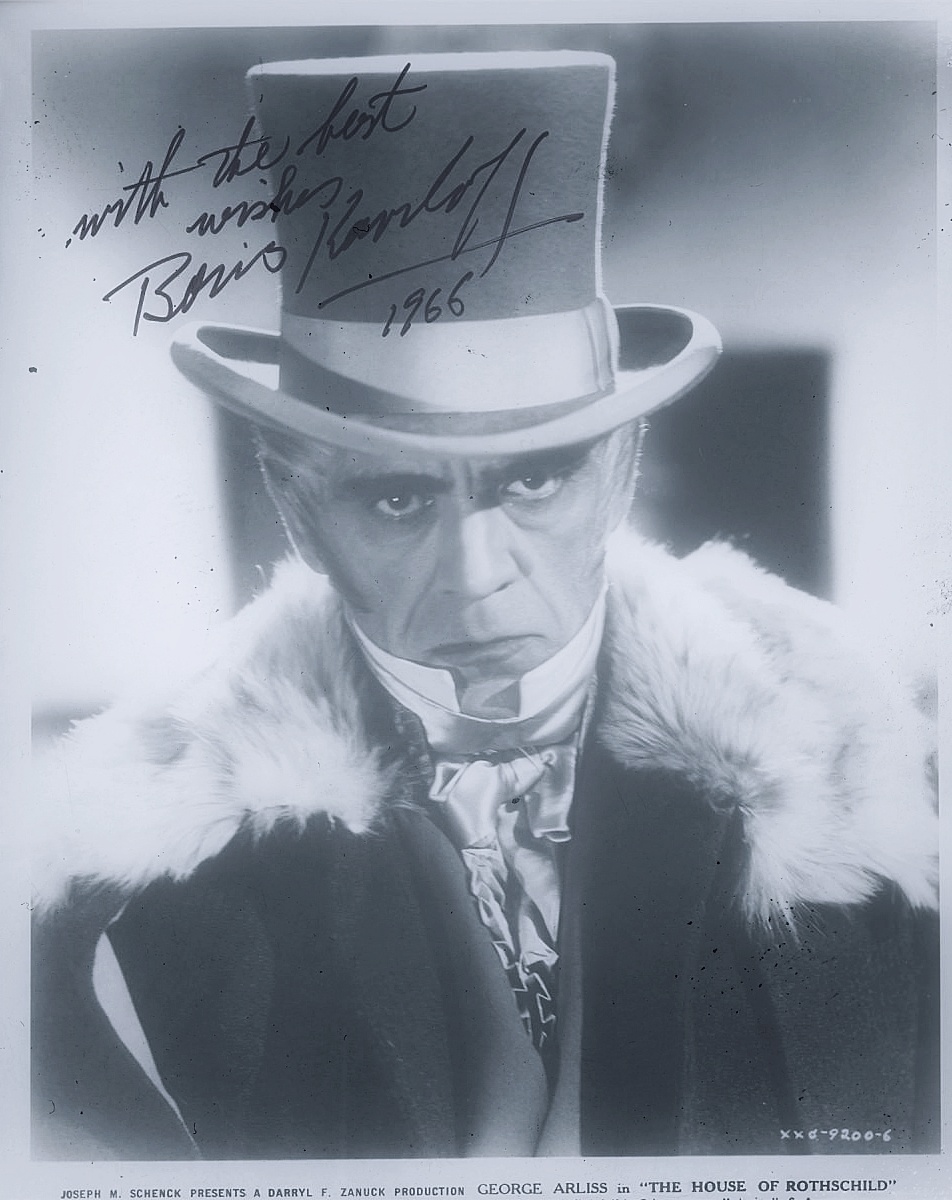 with the best
wishes
Boris Karloff
1966
XXC-9200-6
JOSEPH M. SCHENCK PRESENTS A DARRYL F. ZANUCK PRODUCTION GEORGE ARLISS in "THE HOUSE OF ROTHSCHILD"